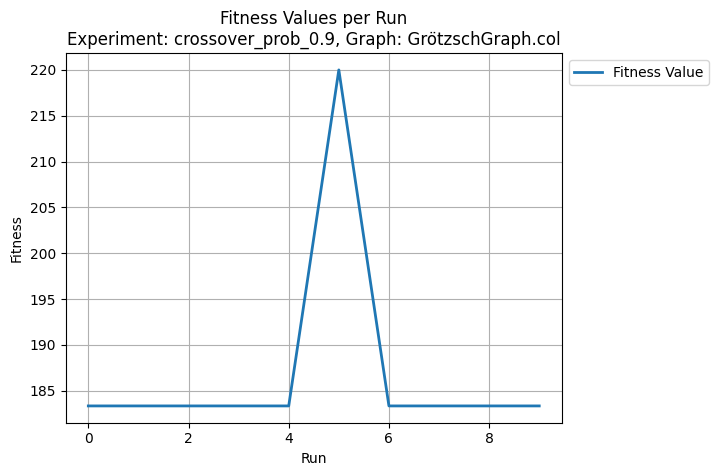 Fitness Values per Run
Experiment: crossover_prob_0.9, Graph: GrötzschGraph.col
Fitness Value
220
215
210
205
200
195
190
185
Fitness
0 2 4 6 8
Run